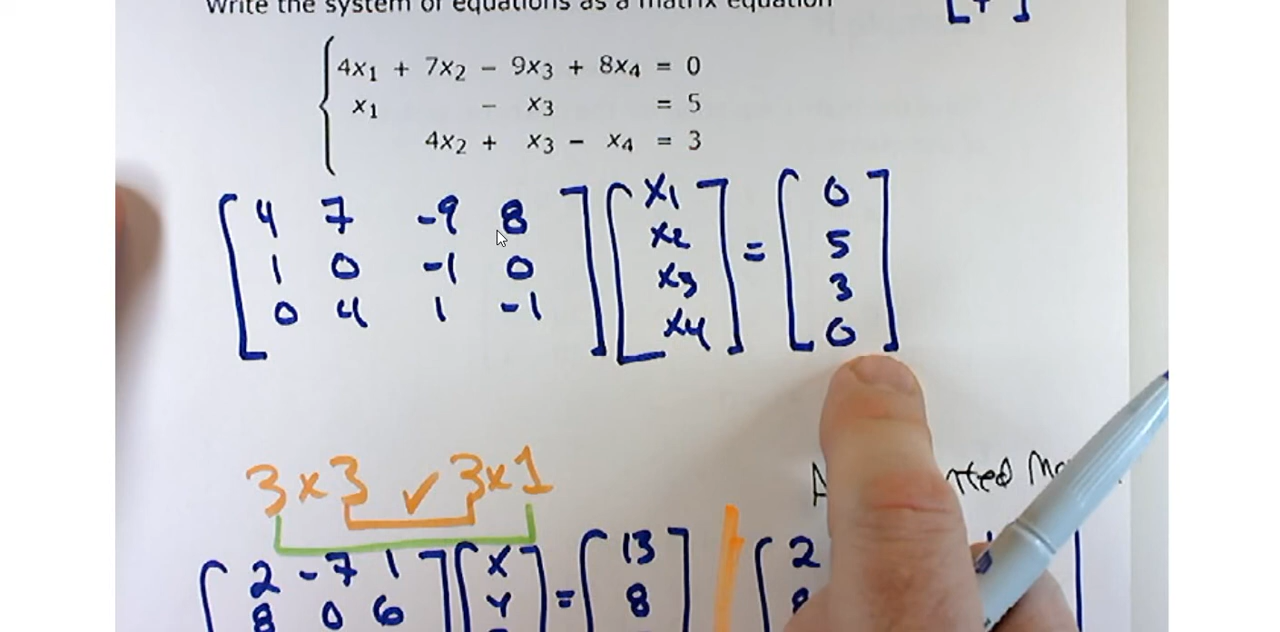 Write the system of equations as a matrix equation
4x1 + 7x2 - 9x3 + 8x4 = 0
x1 - x3 = 5
4x2 + x3 - x4 = 3
[4 7 -9 8] [x1] = [0]
[1 0 -1 0] [x2] [5]
[0 4 1 -1] [x3] [3]
[x4] [0]
3x3 ✓ 3x1
[2 -7 1] [x] = [13] | [2
[8 0 6] [y] [8] [8